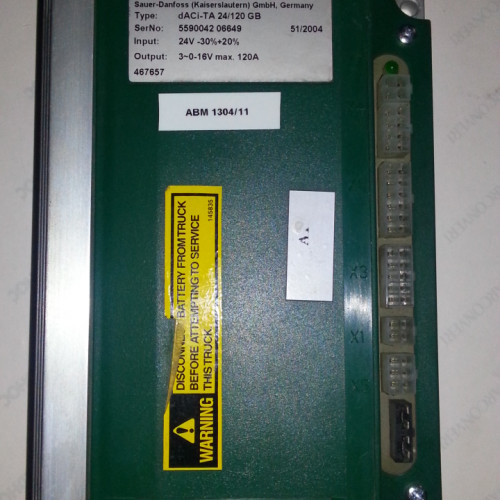 Sauer-Danfoss (Kaiserslautern) GmbH, Germany
Type: dACi-TA 24/120 GB
SerNo: 5590042 06649 51/2004
Input: 24V -30%+20%
Output: 3~0-16V max. 120A
467657
ABM 1304/11
WARNING
DISCONNECT BATTERY FROM TRUCK
BEFORE ATTEMPTING TO SERVICE
THIS TRUCK.
145835
X3
X1